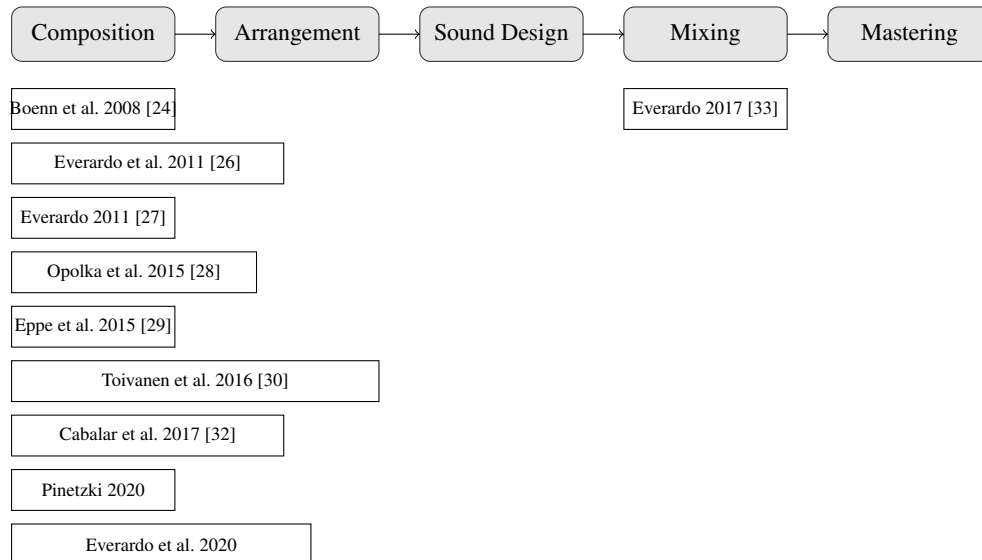 Composition
Arrangement
Sound Design
Mixing
Mastering
Boenn et al. 2008 [24]
Everardo 2017 [33]
Everardo et al. 2011 [26]
Everardo 2011 [27]
Opolka et al. 2015 [28]
Eppe et al. 2015 [29]
Toivanen et al. 2016 [30]
Cabalar et al. 2017 [32]
Pinetzki 2020
Everardo et al. 2020